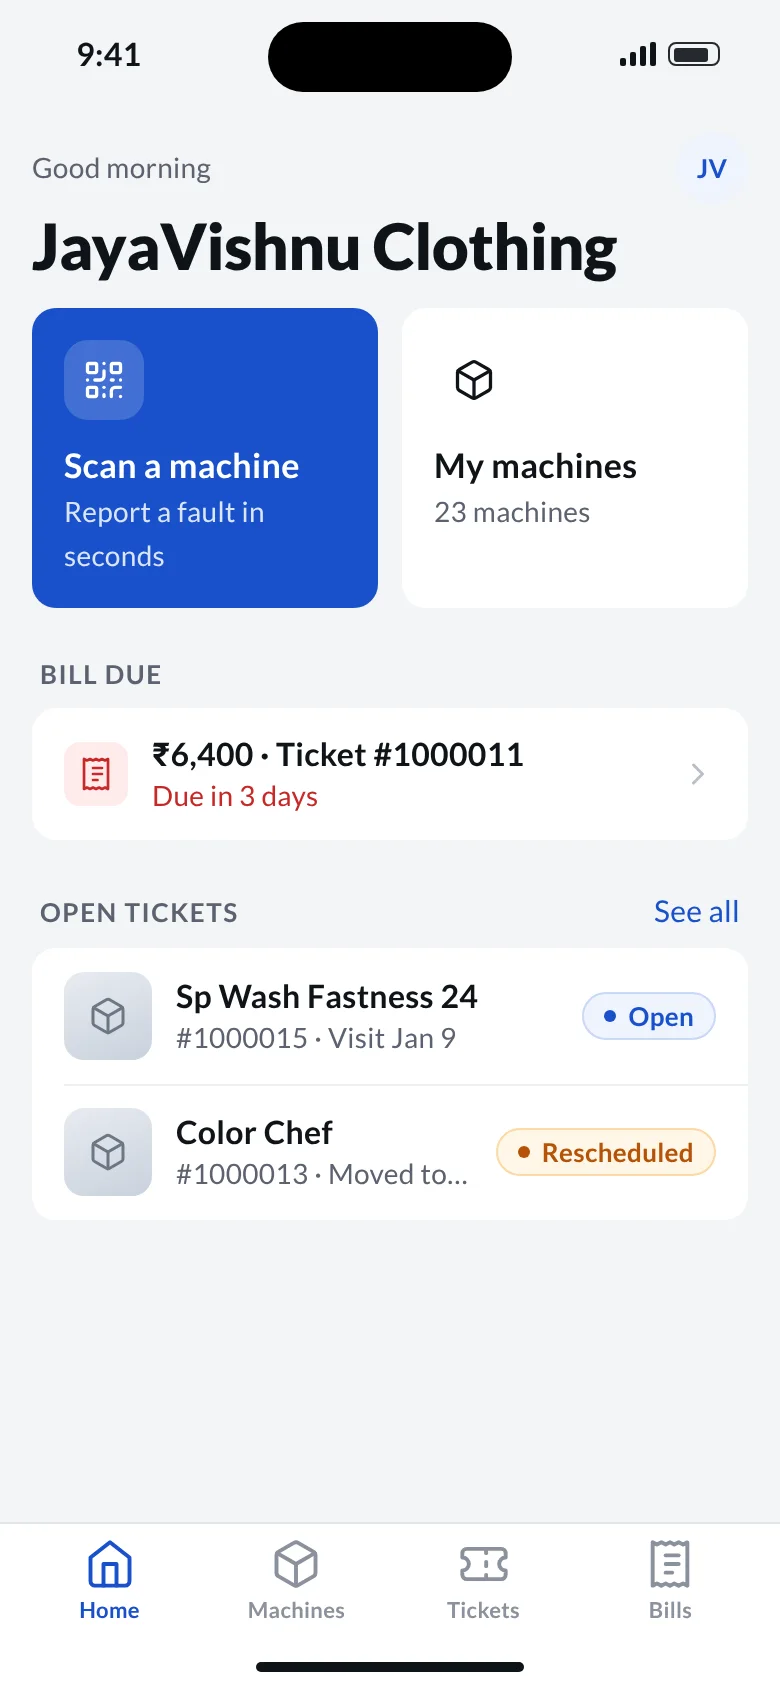 9:41
Good morning
JV
JayaVishnu Clothing
Scan a machine
Report a fault in
seconds
My machines
23 machines
BILL DUE
₹6,400 · Ticket #1000011
Due in 3 days
OPEN TICKETS
See all
Sp Wash Fastness 24
#1000015 · Visit Jan 9
Open
Color Chef
#1000013 · Moved to...
Rescheduled
Home
Machines
Tickets
Bills